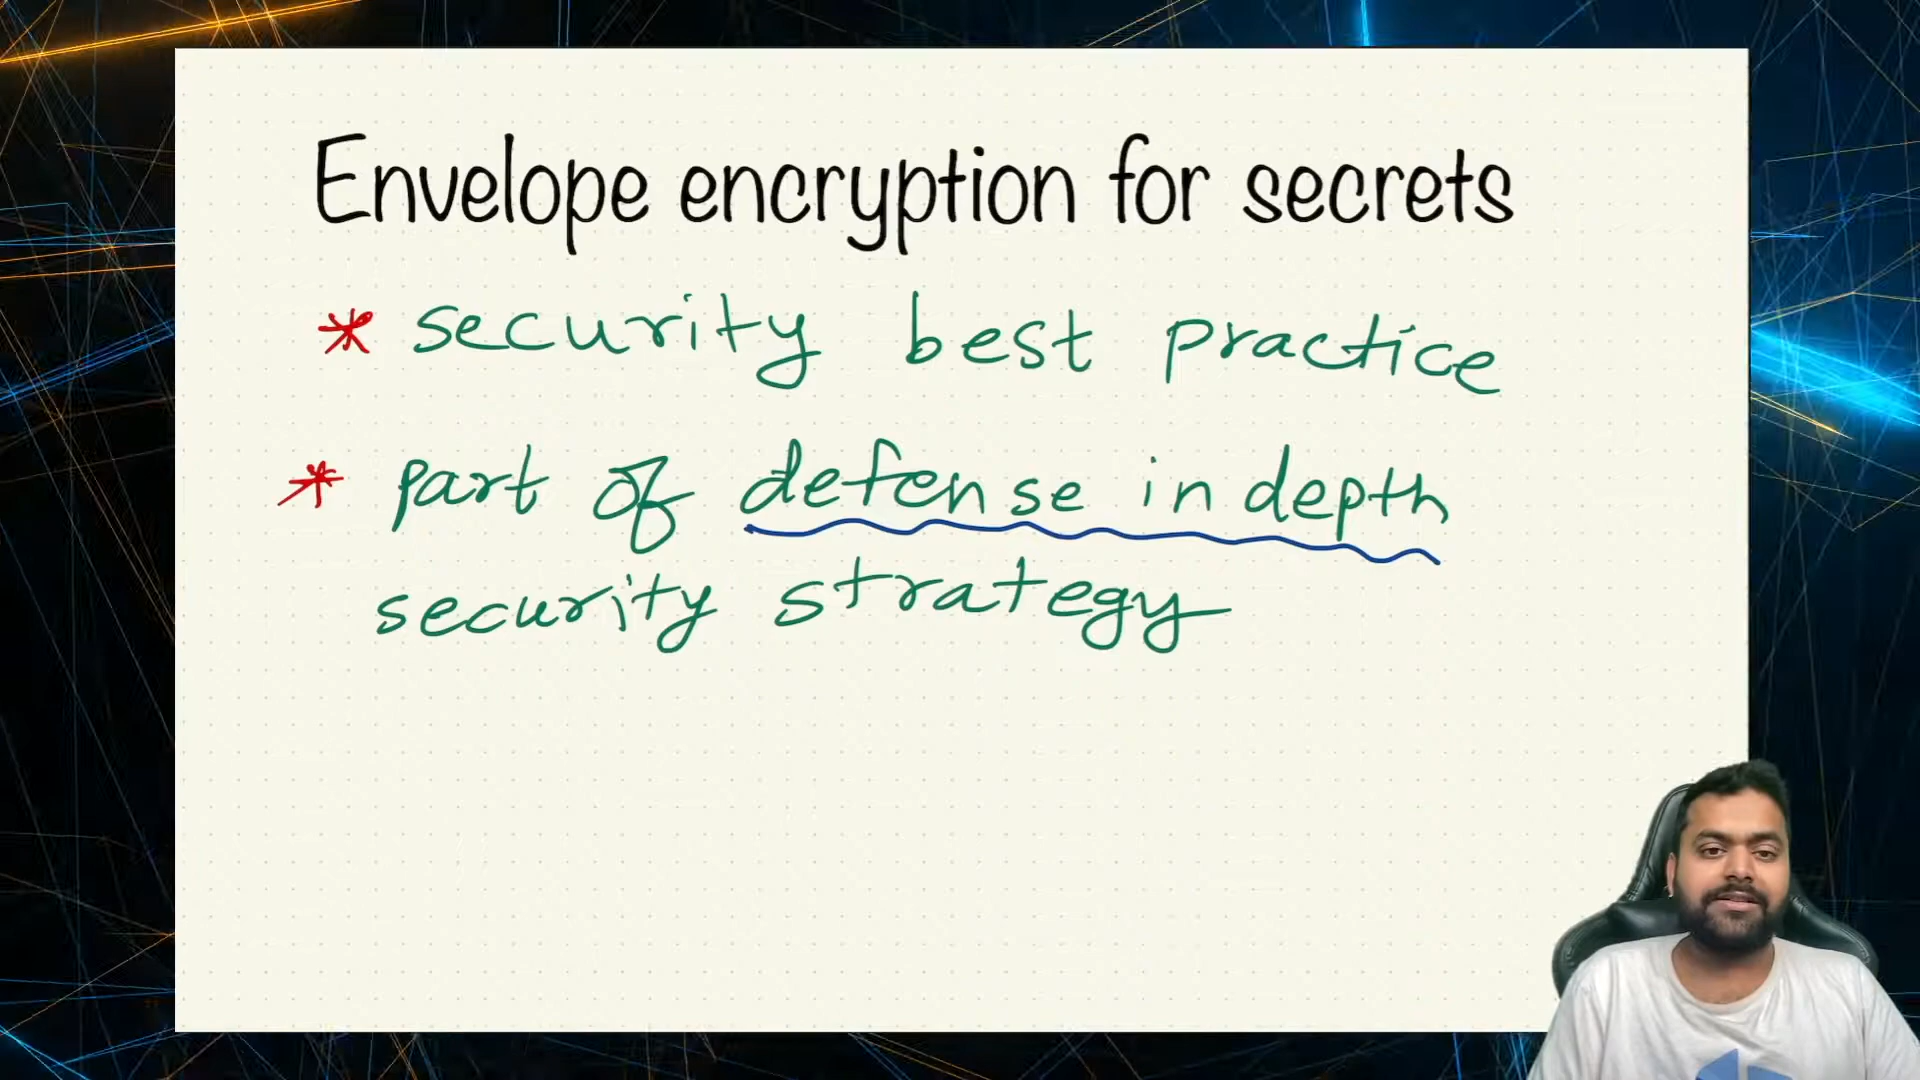 Envelope encryption for secrets
* security best practice
* part of defense in depth
security strategy